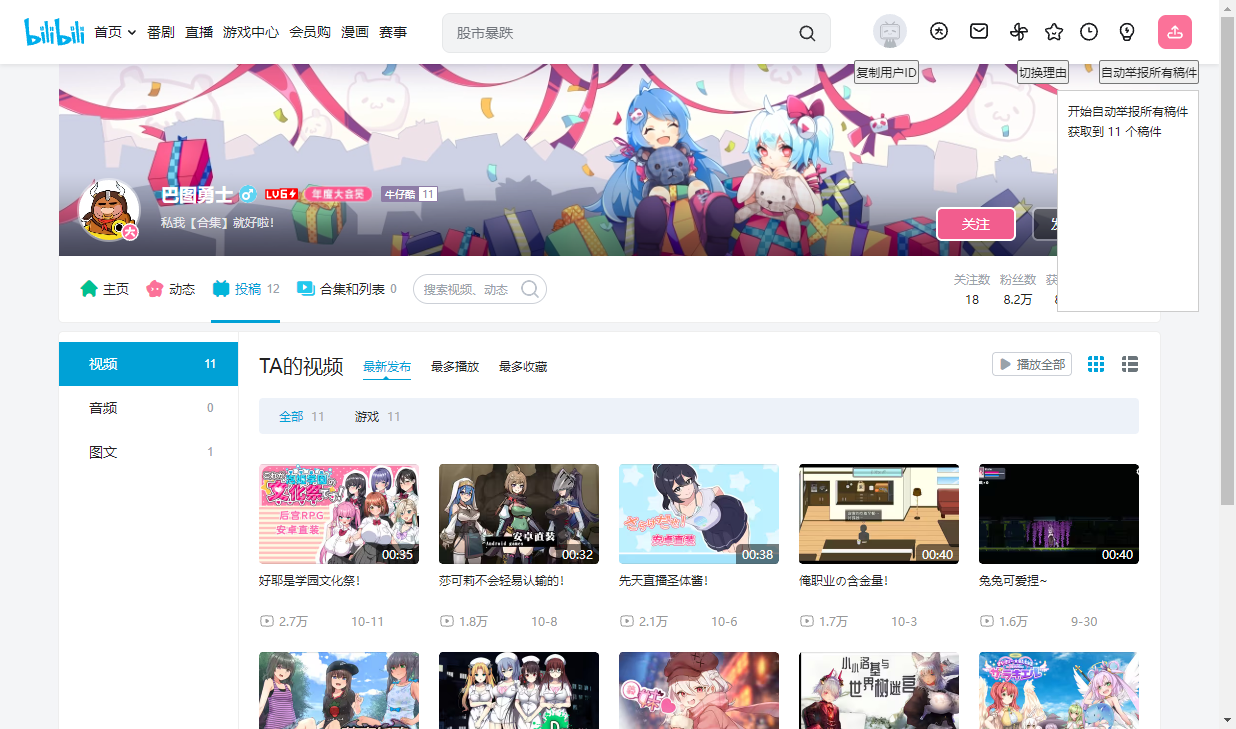 bilibili
首页 番剧 直播 游戏中心 会员购 漫画 赛事
股市暴跌
大
复制用户ID
切换理由
自动举报所有稿件
开始自动举报所有稿件
获取到 11 个稿件
巴图勇士 LV6 年度大会员 牛仔酷 11
大
私我【合集】就好啦!
关注
发
主页 动态 投稿 12 合集和列表 0 搜索视频、动态
关注数 粉丝数 获
18 8.2万
视频 11
音频 0
图文 1
TA的视频 最新发布 最多播放 最多收藏
播放全部
全部 11 游戏 11
文化祭
后宫RPG
安卓直装
00:35
好耶是学园文化祭!
2.7万 10-11
安卓直装
Android games
00:32
莎可莉不会轻易认输的!
1.8万 10-8
安卓直装
00:38
先天直播圣体酱!
2.1万 10-6
00:40
俺职业の含金量!
1.7万 10-3
00:40
兔兔可爱捏~
1.6万 9-30
小小洛基与
世界树迷宫